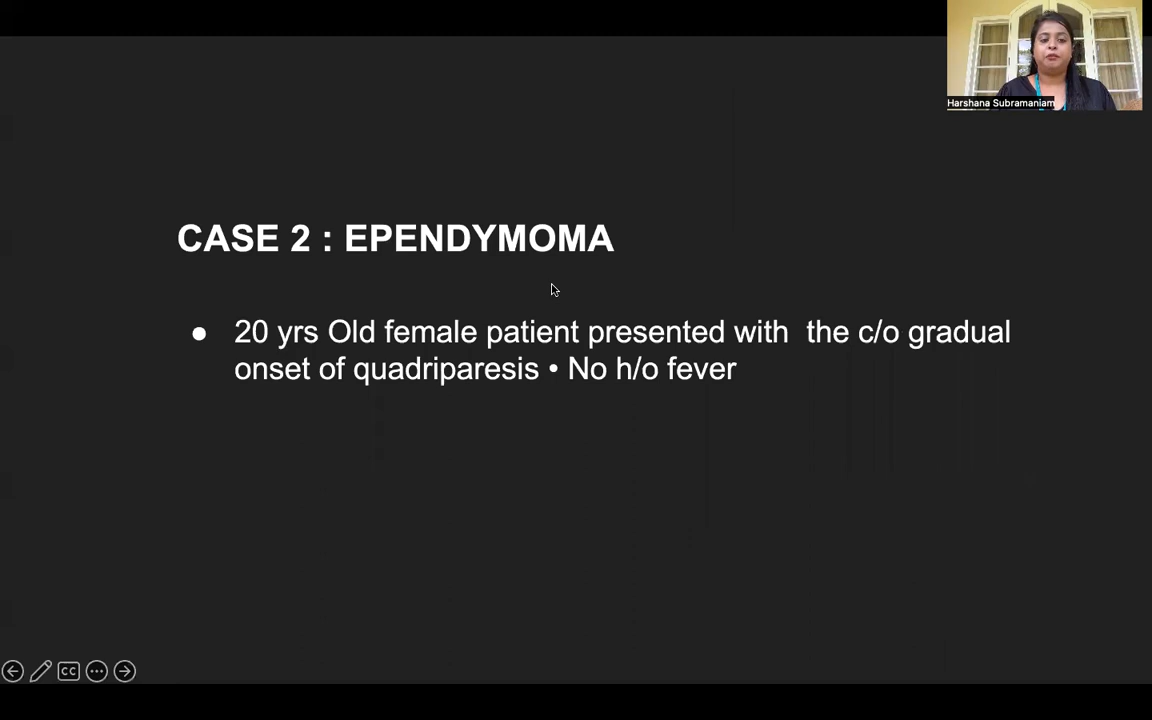 Harshana Subramaniam
CASE 2 : EPENDYMOMA
● 20 yrs Old female patient presented with the c/o gradual
onset of quadriparesis • No h/o fever
CC